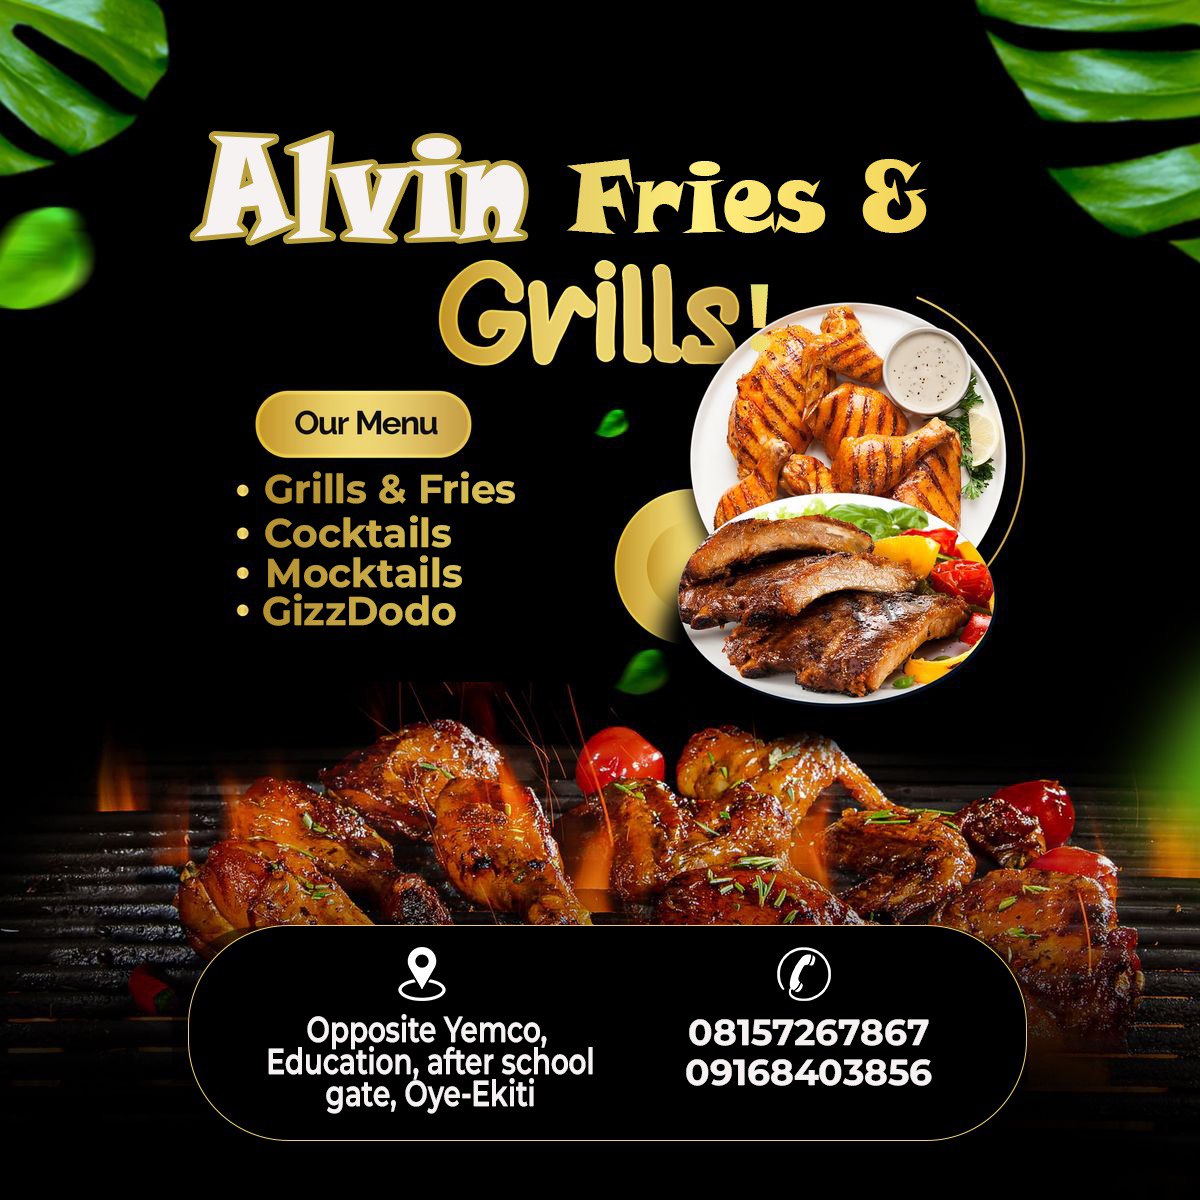 Alvin Fries &
Grills!
Our Menu
• Grills & Fries
• Cocktails
• Mocktails
• GizzDodo
Opposite Yemco,
Education, after school
gate, Oye-Ekiti
08157267867
09168403856